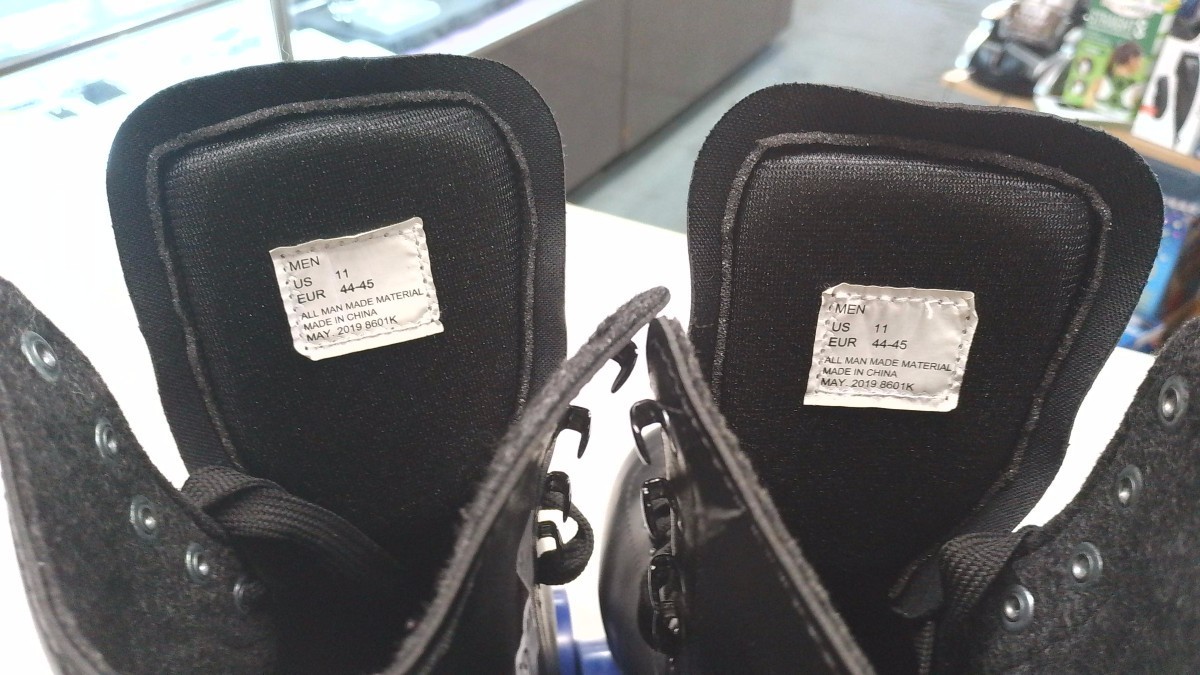 MEN
US 11
EUR 44-45
ALL MAN MADE MATERIAL
MADE IN CHINA
MAY. 2019 8601K
MEN
US 11
EUR 44-45
ALL MAN MADE MATERIAL
MADE IN CHINA
MAY. 2019 8601K